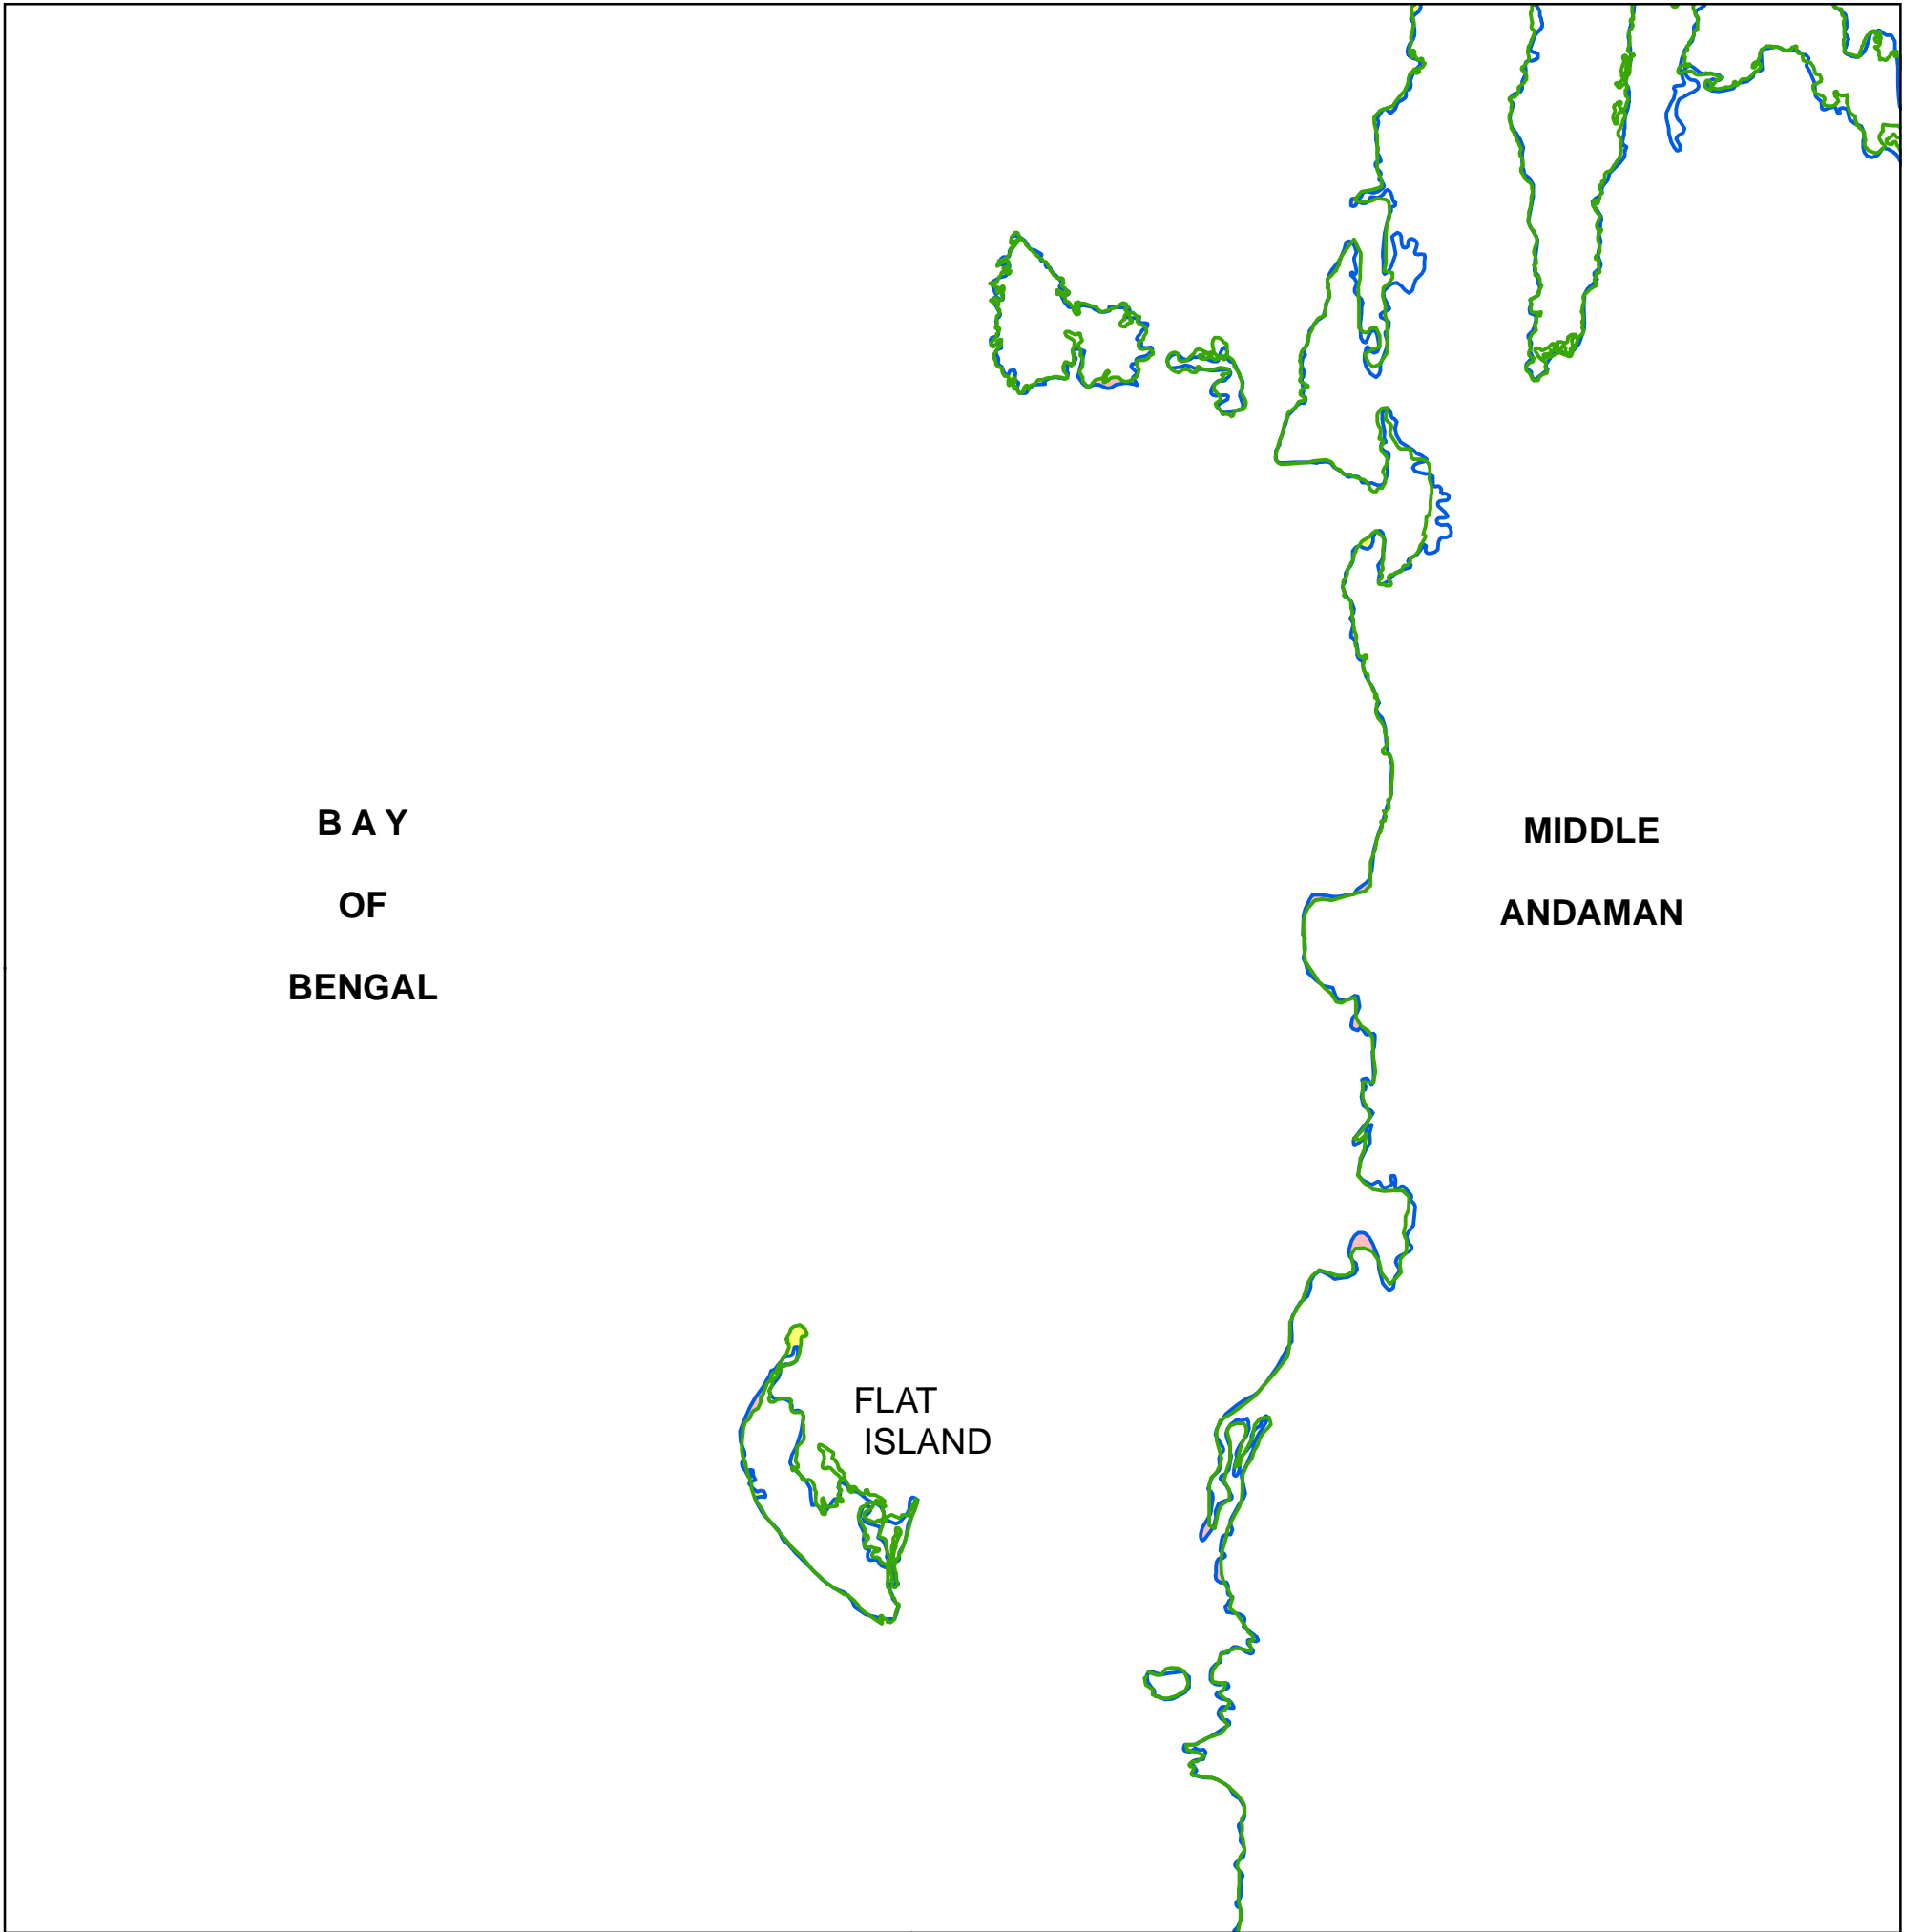 B A Y
OF
BENGAL
MIDDLE
ANDAMAN
FLAT
ISLAND